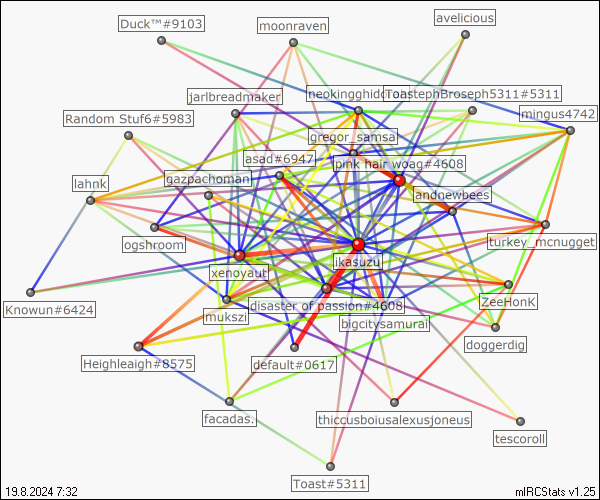 avelicious
Duck™#9103
moonraven
jarlbreadmaker
ToastephBroseph5311#5311
mingus4742
Random Stuf6#5983
gregor_samsa
asad#6947
pink hair woag#4608
gazpachoman
lahnk
andnewbees
ogshroom
turkey_mcnugget
ikasuzu
xenoyaut
Knowun#6424
mukszi
disaster of passion#4608
ZeeHonk
bigcitysamurai
doggerdig
Heighleaigh#8575
default#0617
facadas.
thiccusboiusalexusjoneus
tescoroll
Toast#5311
19.8.2024 7:32
mIRCStats v1.25